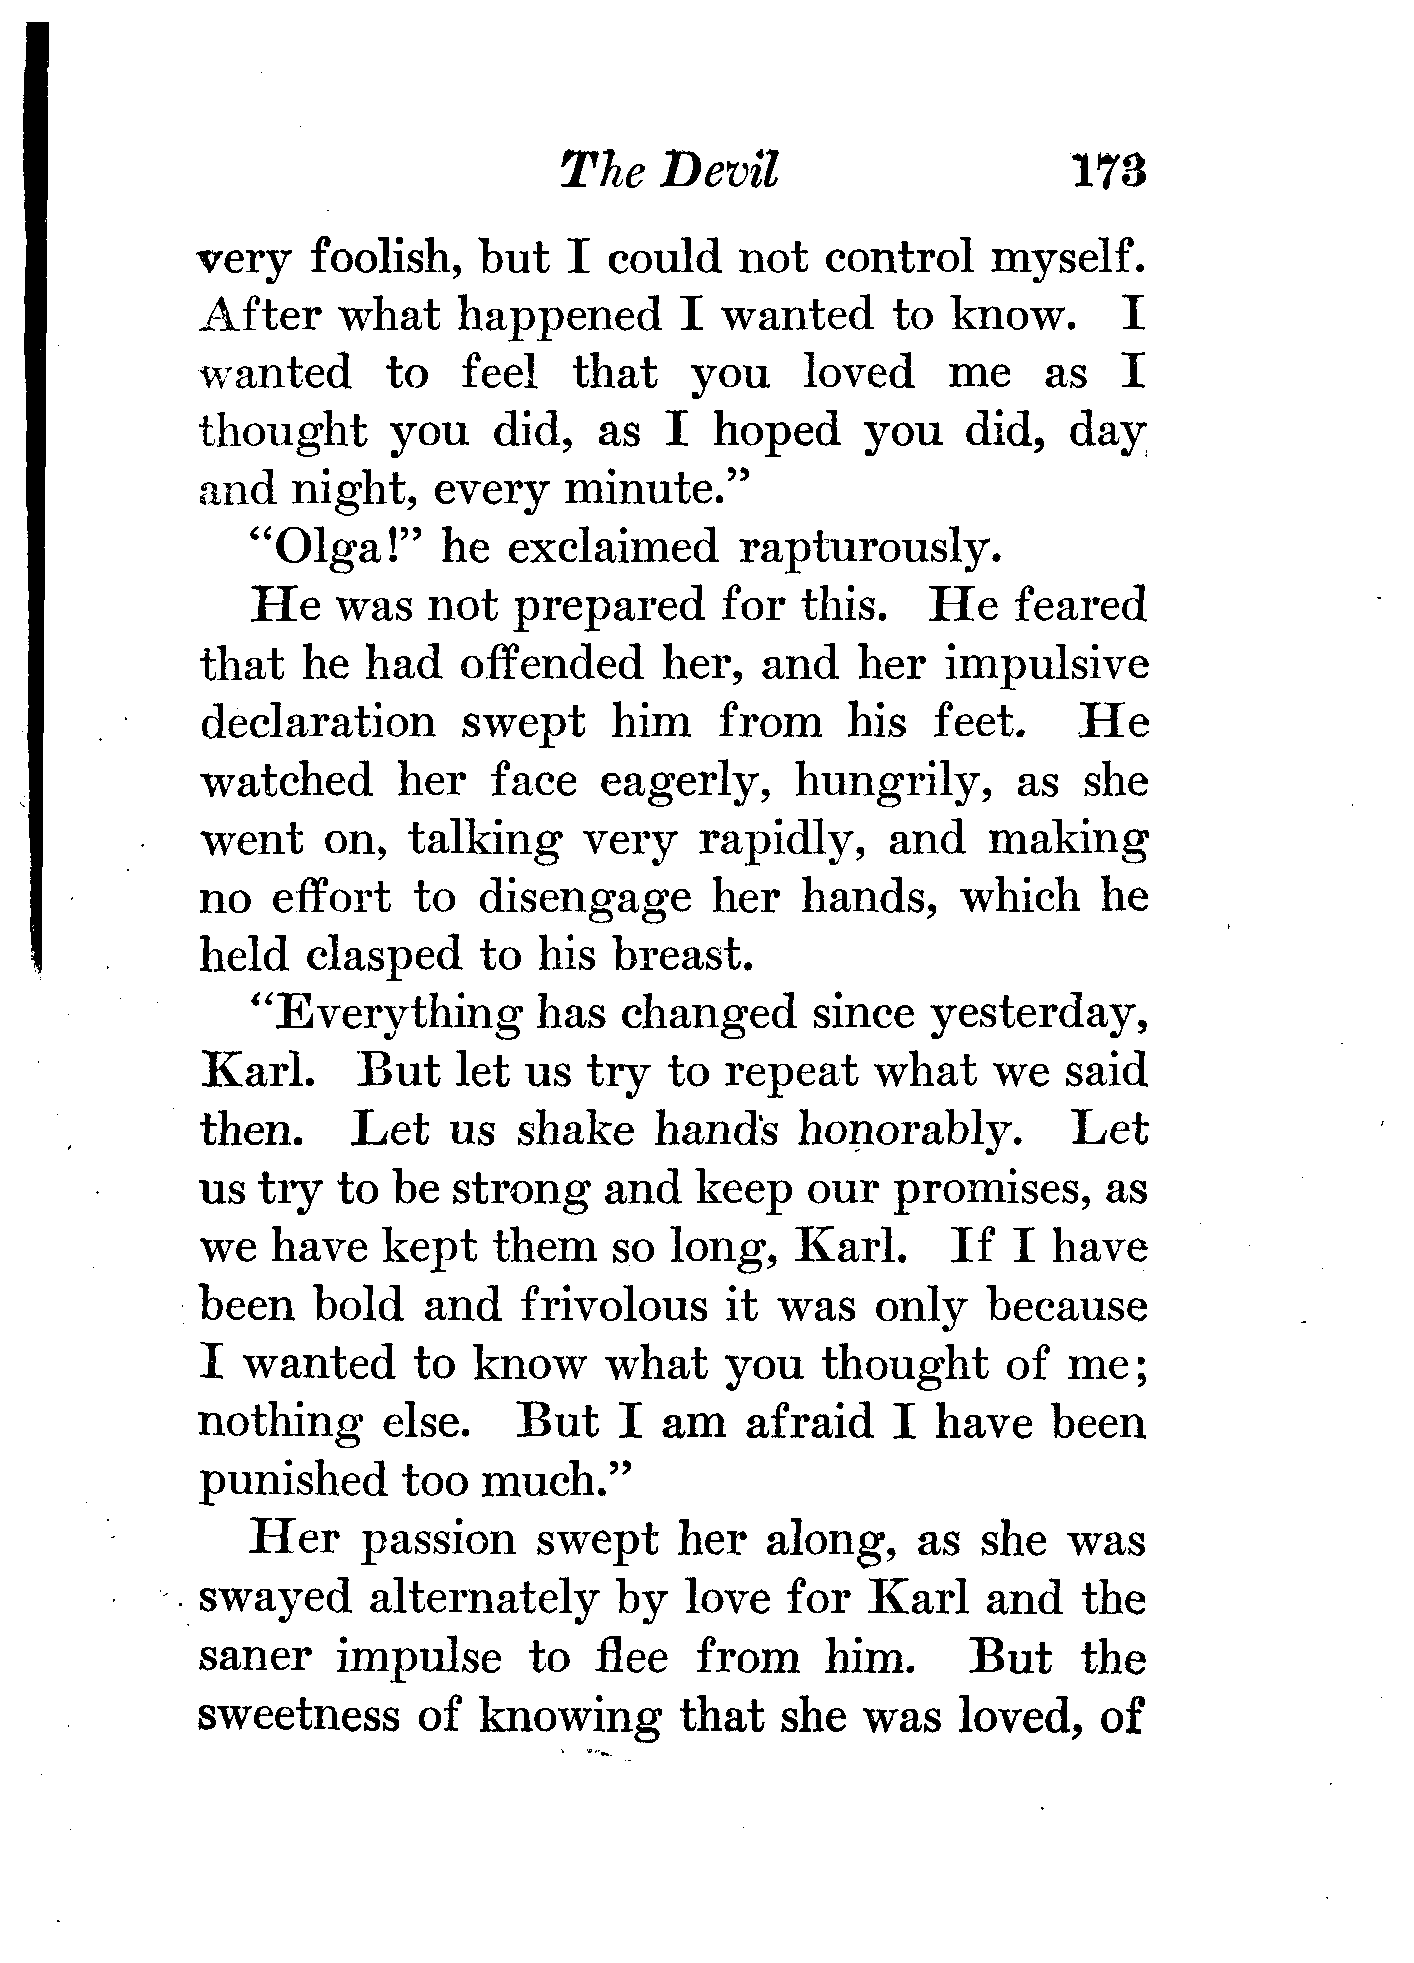 The Devil 173
very foolish, but I could not control myself.
After what happened I wanted to know. I
wanted to feel that you loved me as I
thought you did, as I hoped you did, day
and night, every minute.”
“Olga!” he exclaimed rapturously.
He was not prepared for this. He feared
that he had offended her, and her impulsive
declaration swept him from his feet. He
watched her face eagerly, hungrily, as she
went on, talking very rapidly, and making
no effort to disengage her hands, which he
held clasped to his breast.
“Everything has changed since yesterday,
Karl. But let us try to repeat what we said
then. Let us shake hands honorably. Let
us try to be strong and keep our promises, as
we have kept them so long, Karl. If I have
been bold and frivolous it was only because
I wanted to know what you thought of me;
nothing else. But I am afraid I have been
punished too much.”
Her passion swept her along, as she was
swayed alternately by love for Karl and the
saner impulse to flee from him. But the
sweetness of knowing that she was loved, of